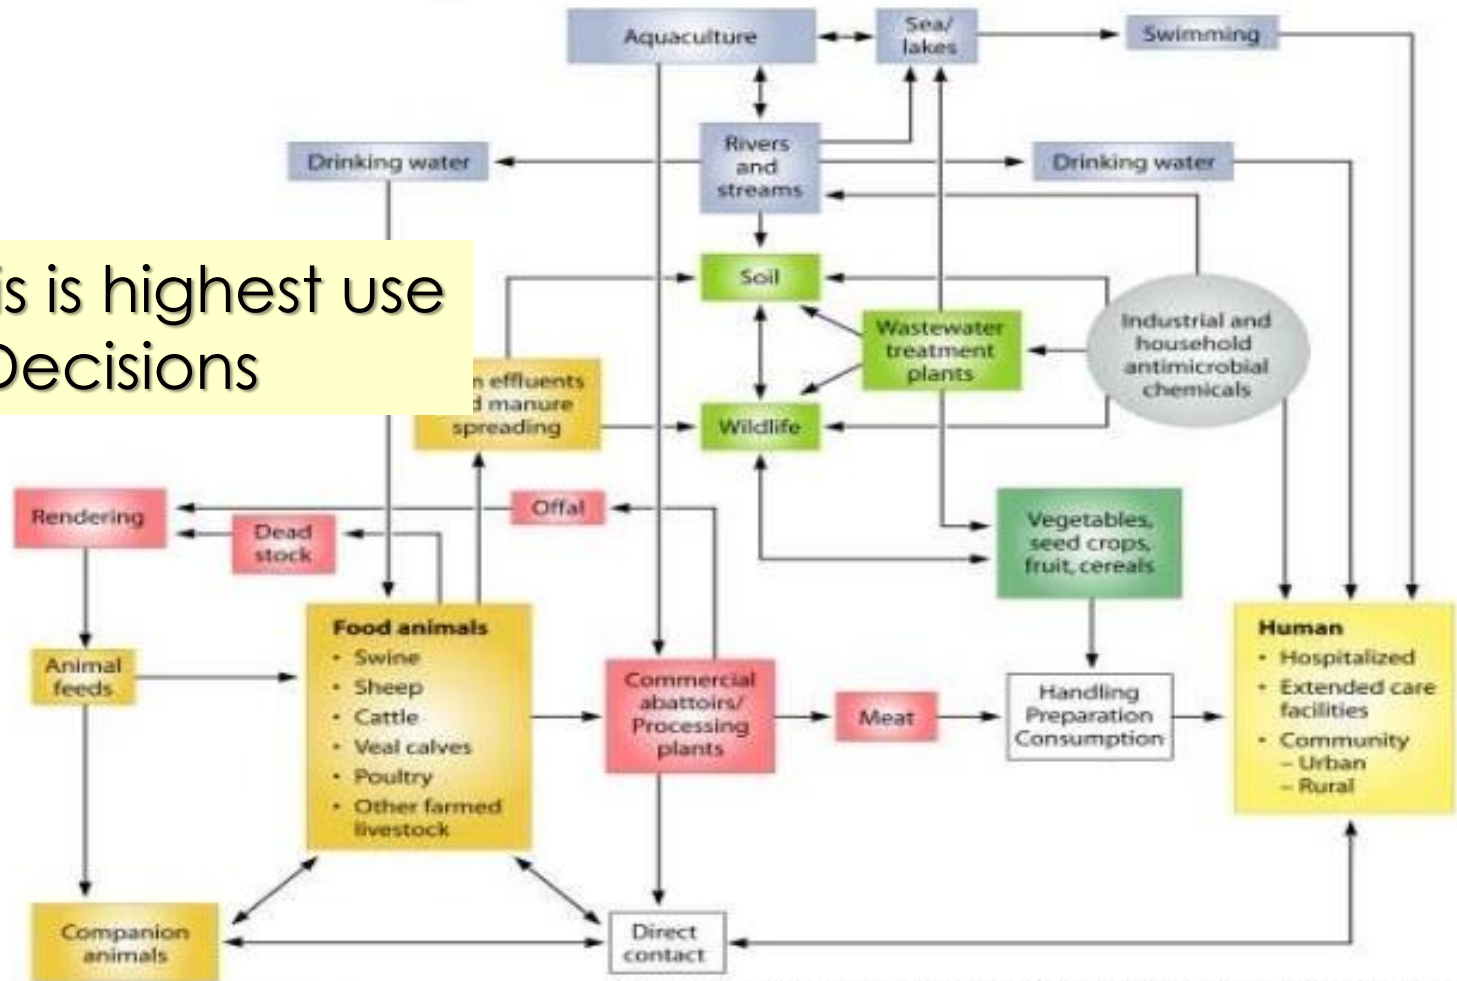 Aquaculture
Sea/
lakes
Swimming
Drinking water
Rivers
and
streams
Drinking water
is highest use
Decisions
Soil
Wastewater
treatment
plants
Industrial and
household
antimicrobial
chemicals
effluents
manure
spreading
Wildlife
Rendering
Dead
stock
Offal
Vegetables,
seed crops,
fruit, cereals
Animal
feeds
Food animals
• Swine
• Sheep
• Cattle
• Veal calves
• Poultry
• Other farmed
livestock
Commercial
abattoirs/
Processing
plants
Meat
Handling
Preparation
Consumption
Human
• Hospitalized
• Extended care
facilities
• Community
– Urban
– Rural
Companion
animals
Direct
contact